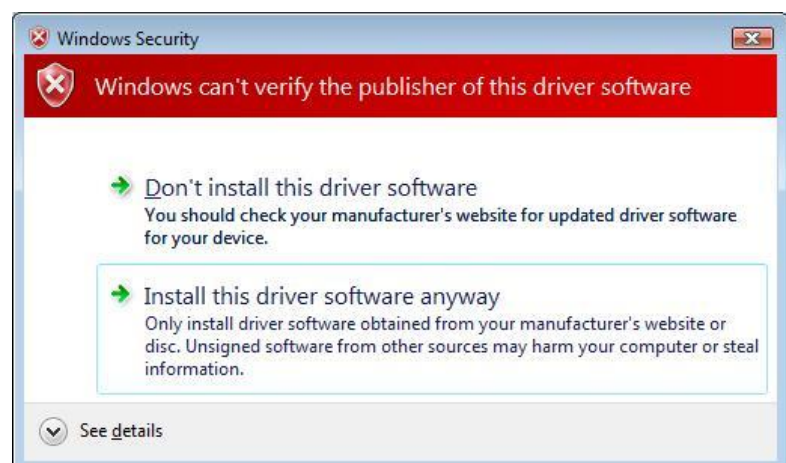 Windows Security
Windows can't verify the publisher of this driver software
Don't install this driver software
You should check your manufacturer's website for updated driver software
for your device.
Install this driver software anyway
Only install driver software obtained from your manufacturer's website or
disc. Unsigned software from other sources may harm your computer or steal
information.
See details